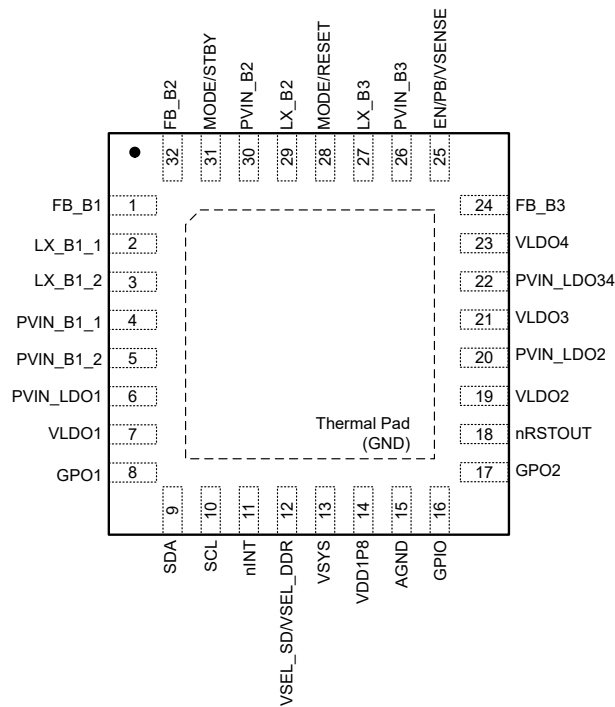 FB_B2
MODE/STBY
PVIN_B2
LX_B2
MODE/RESET
LX_B3
PVIN_B3
EN/PB/VSENSE
32
31
30
29
28
27
26
25
FB_B1 1
LX_B1_1 2
LX_B1_2 3
PVIN_B1_1 4
PVIN_B1_2 5
PVIN_LDO1 6
VLDO1 7
GPO1 8
24 FB_B3
23 VLDO4
22 PVIN_LDO34
21 VLDO3
20 PVIN_LDO2
19 VLDO2
18 nRSTOUT
17 GPO2
Thermal Pad
(GND)
9
10
11
12
13
14
15
16
SDA
SCL
nINT
VSEL_SD/VSEL_DDR
VSYS
VDD1P8
AGND
GPIO